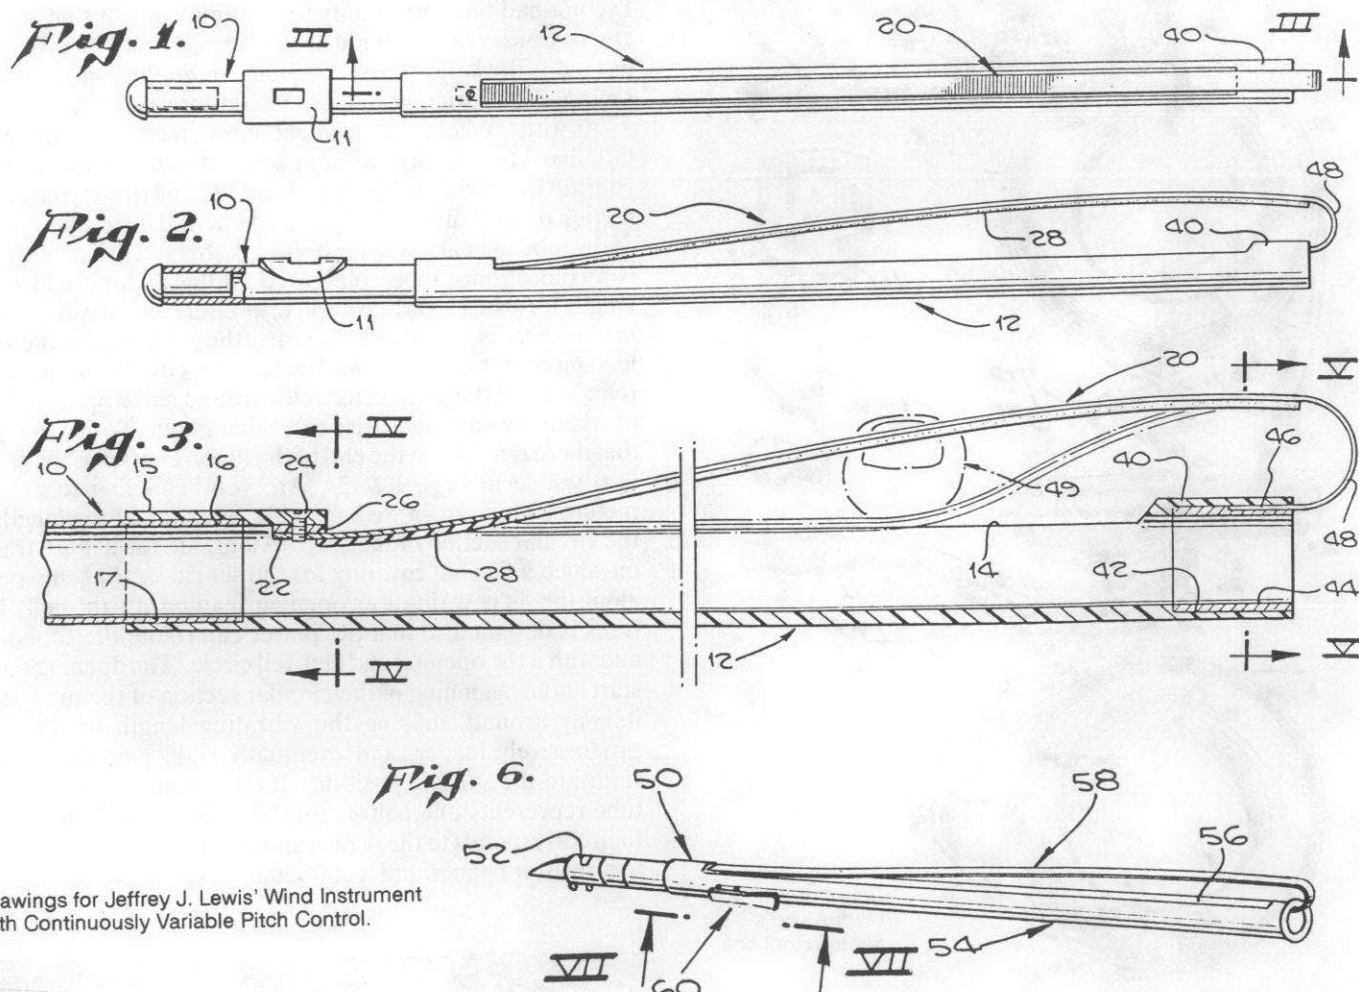 Fig. 1.
10
III
11
12
20
40
III
Fig. 2.
10
11
20
28
40
48
12
Fig. 3.
10
15
16
24
IV
26
17
22
28
IV
20
V
49
40
46
14
42
48
44
12
V
Fig. 6.
50
58
52
56
54
VII
60
VII
awings for Jeffrey J. Lewis' Wind Instrument
th Continuously Variable Pitch Control.